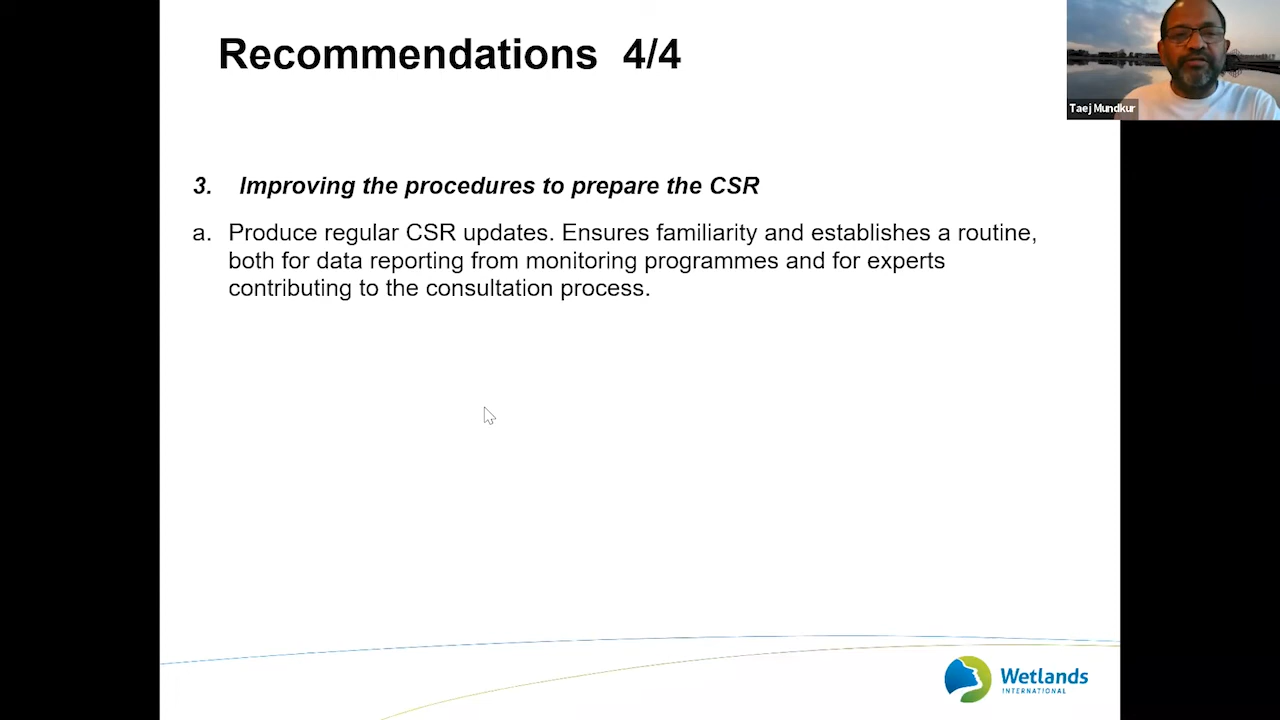 Recommendations 4/4
Taej Mundkur
3. Improving the procedures to prepare the CSR
a. Produce regular CSR updates. Ensures familiarity and establishes a routine,
both for data reporting from monitoring programmes and for experts
contributing to the consultation process.
Wetlands
INTERNATIONAL